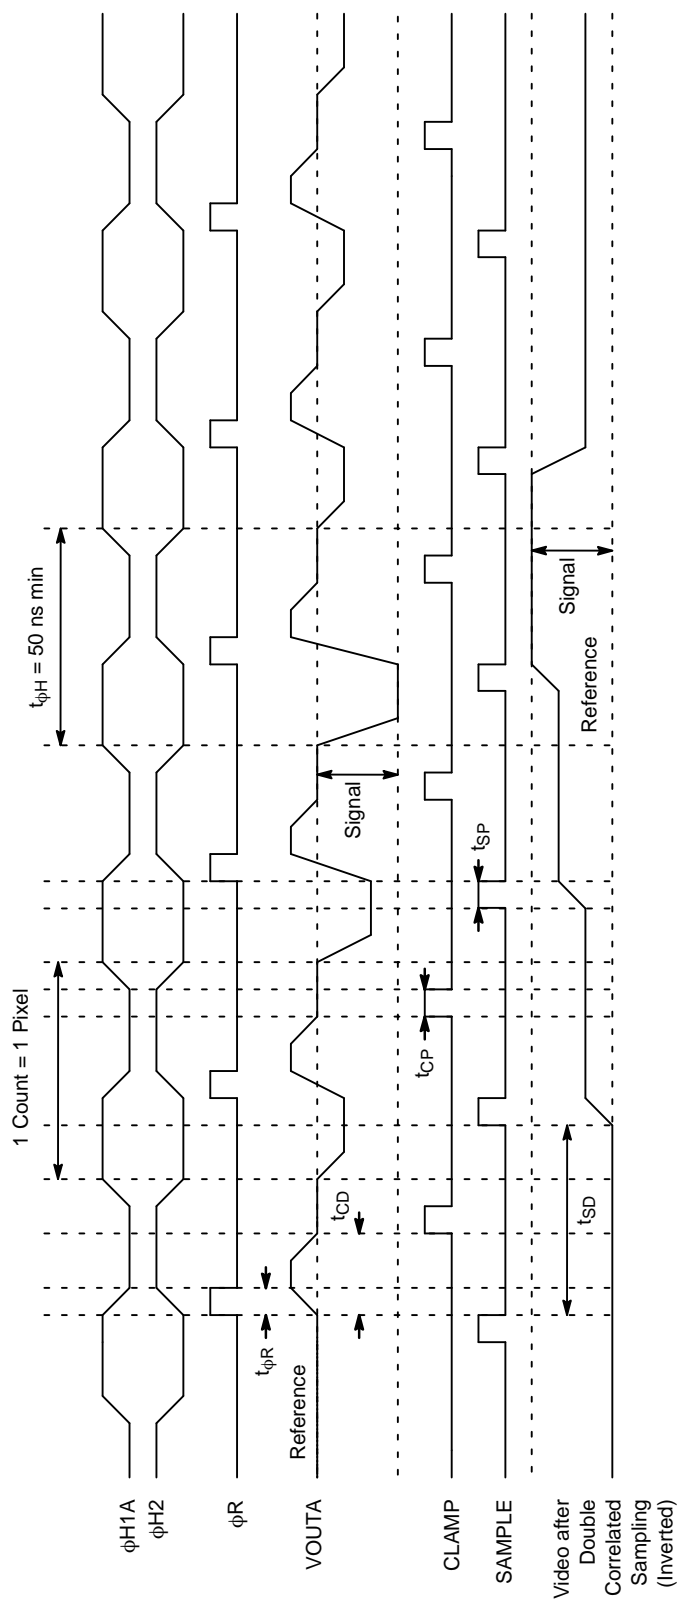 tϕH = 50 ns min
1 Count = 1 Pixel
ϕH1A
ϕH2
ϕR
tϕR
Reference
VOUTA
tCD
Signal
CLAMP
tCP
SAMPLE
tSP
Video after
Double
Correlated
Sampling
(Inverted)
tSD
Reference
Signal